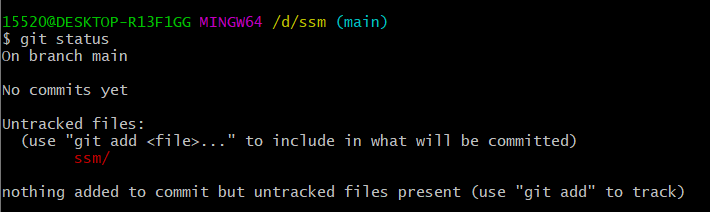 15520@DESKTOP-R13F1GG MINGW64 /d/ssm (main)
$ git status
On branch main
No commits yet
Untracked files:
(use "git add <file>..." to include in what will be committed)
ssm/
nothing added to commit but untracked files present (use "git add" to track)